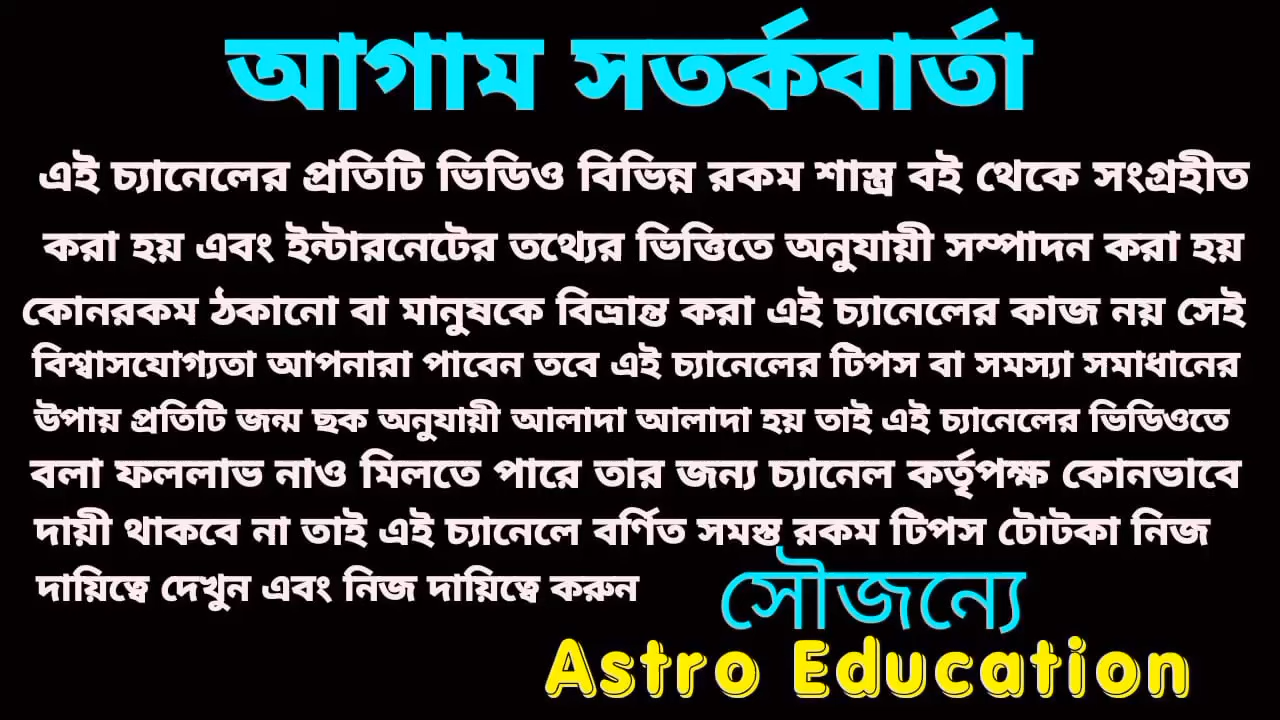 আগাম সতর্কবার্তা
এই চ্যানেলের প্রতিটি ভিডিও বিভিন্ন রকম শাস্ত্র বই থেকে সংগ্রহীত
করা হয় এবং ইন্টারনেটের তথ্যের ভিত্তিতে অনুযায়ী সম্পাদন করা হয়
কোনরকম ঠকানো বা মানুষকে বিভ্রান্ত করা এই চ্যানেলের কাজ নয় সেই
বিশ্বাসযোগ্যতা আপনারা পাবেন তবে এই চ্যানেলের টিপস বা সমস্যা সমাধানের
উপায় প্রতিটি জন্ম ছক অনুযায়ী আলাদা আলাদা হয় তাই এই চ্যানেলের ভিডিওতে
বলা ফললাভ নাও মিলতে পারে তার জন্য চ্যানেল কর্তৃপক্ষ কোনভাবে
দায়ী থাকবে না তাই এই চ্যানেলে বর্ণিত সমস্ত রকম টিপস টোটকা নিজ
দায়িত্বে দেখুন এবং নিজ দায়িত্বে করুন
সৌজন্যে
Astro Education